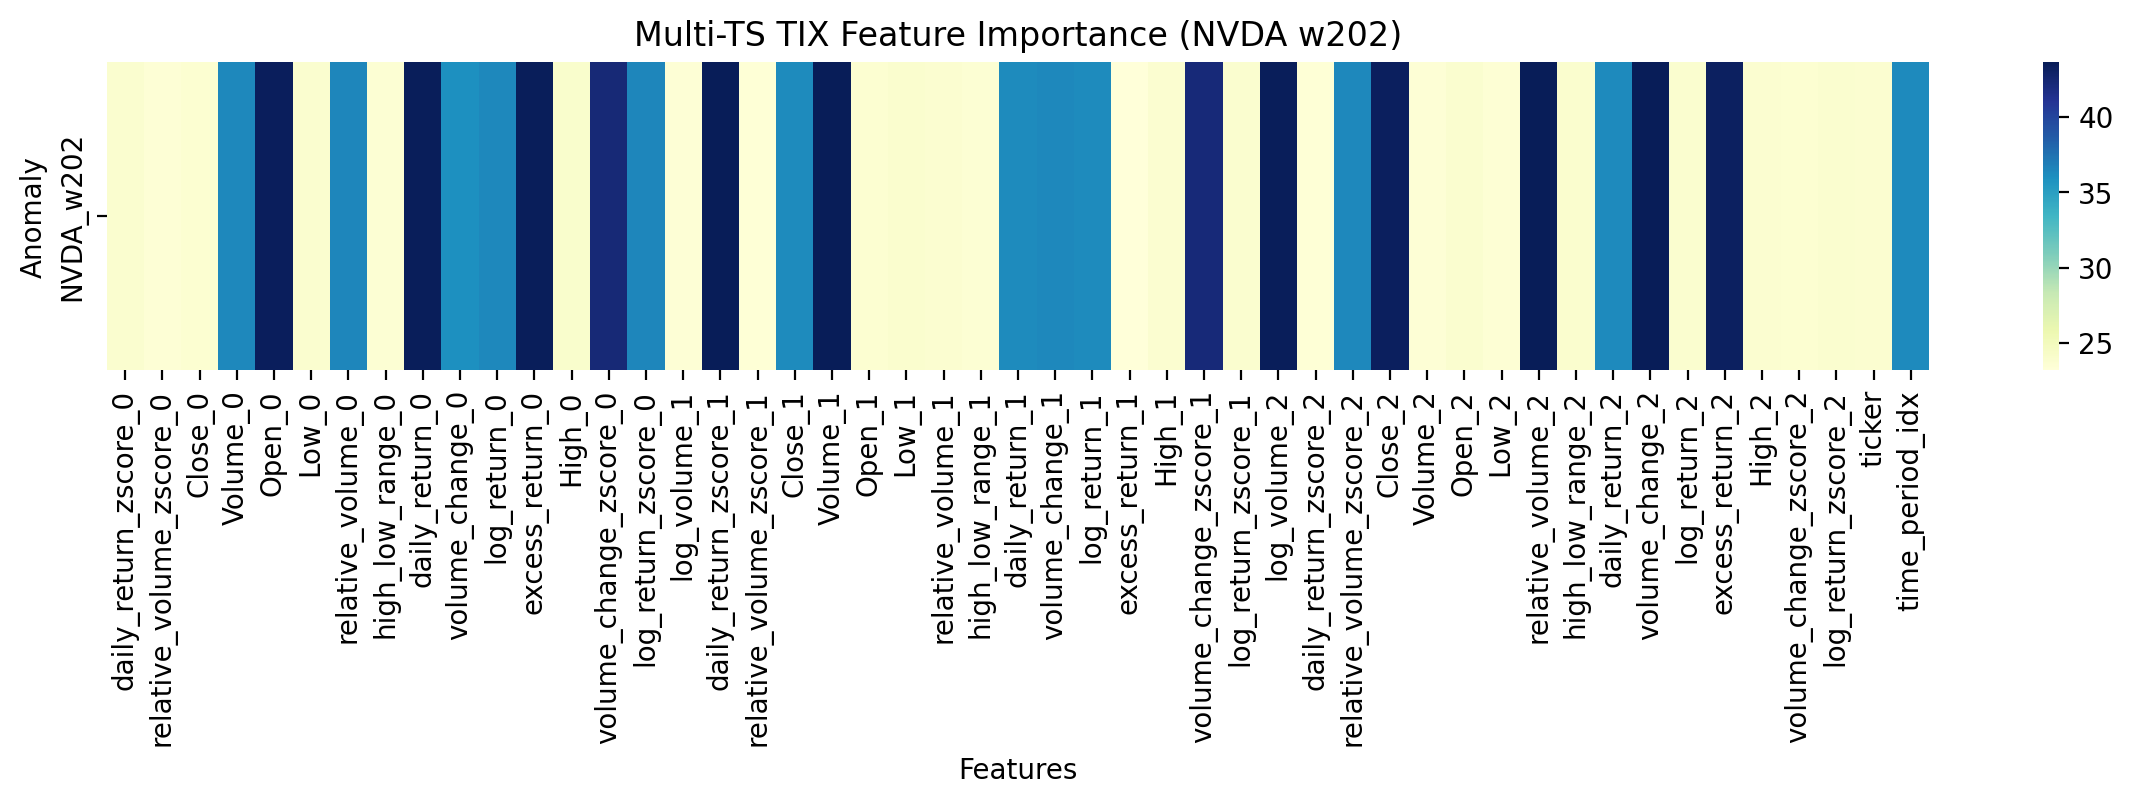 Multi-TS TIX Feature Importance (NVDA w202)
Anomaly
NVDA_w202
40
35
30
25
daily_return_zscore_0
relative_volume_zscore_0
Close_0
Volume_0
Open_0
Low_0
relative_volume_0
high_low_range_0
daily_return_0
volume_change_0
log_return_0
excess_return_0
High_0
volume_change_zscore_0
log_return_zscore_0
log_volume_1
daily_return_zscore_1
relative_volume_zscore_1
Close_1
Volume_1
Open_1
Low_1
relative_volume_1
high_low_range_1
daily_return_1
volume_change_1
log_return_1
excess_return_1
High_1
volume_change_zscore_1
log_return_zscore_1
log_volume_2
daily_return_zscore_2
relative_volume_zscore_2
Close_2
Volume_2
Open_2
Low_2
relative_volume_2
high_low_range_2
daily_return_2
volume_change_2
log_return_2
excess_return_2
High_2
volume_change_zscore_2
log_return_zscore_2
ticker
time_period_idx
Features